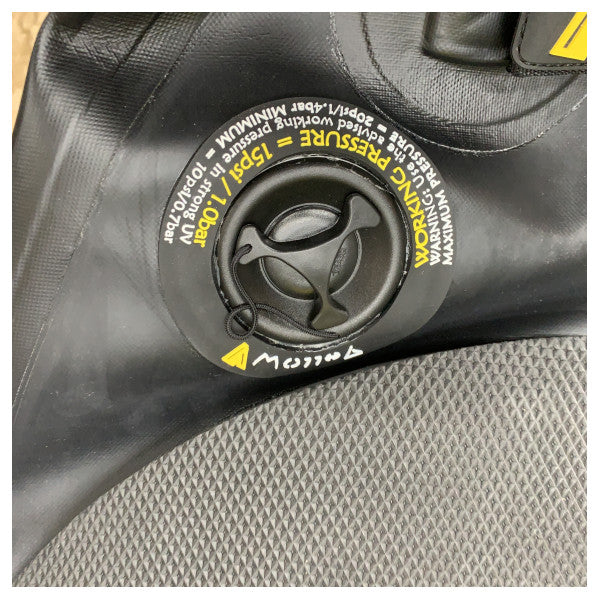 WORKING PRESSURE = 15psi / 1.0bar
WARNING: Use the advised working pressure in strong UV
MAXIMUM PRESSURE = 20psi/1.4bar MINIMUM = 10psi/0.7bar
yellow V